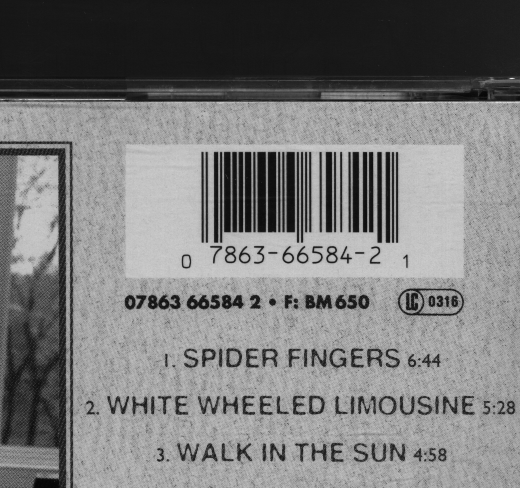 0 7863-66584-2 1
07863 66584 2 • F: BM 650 LC 0316
1. SPIDER FINGERS 6:44
2. WHITE WHEELED LIMOUSINE 5:28
3. WALK IN THE SUN 4:58